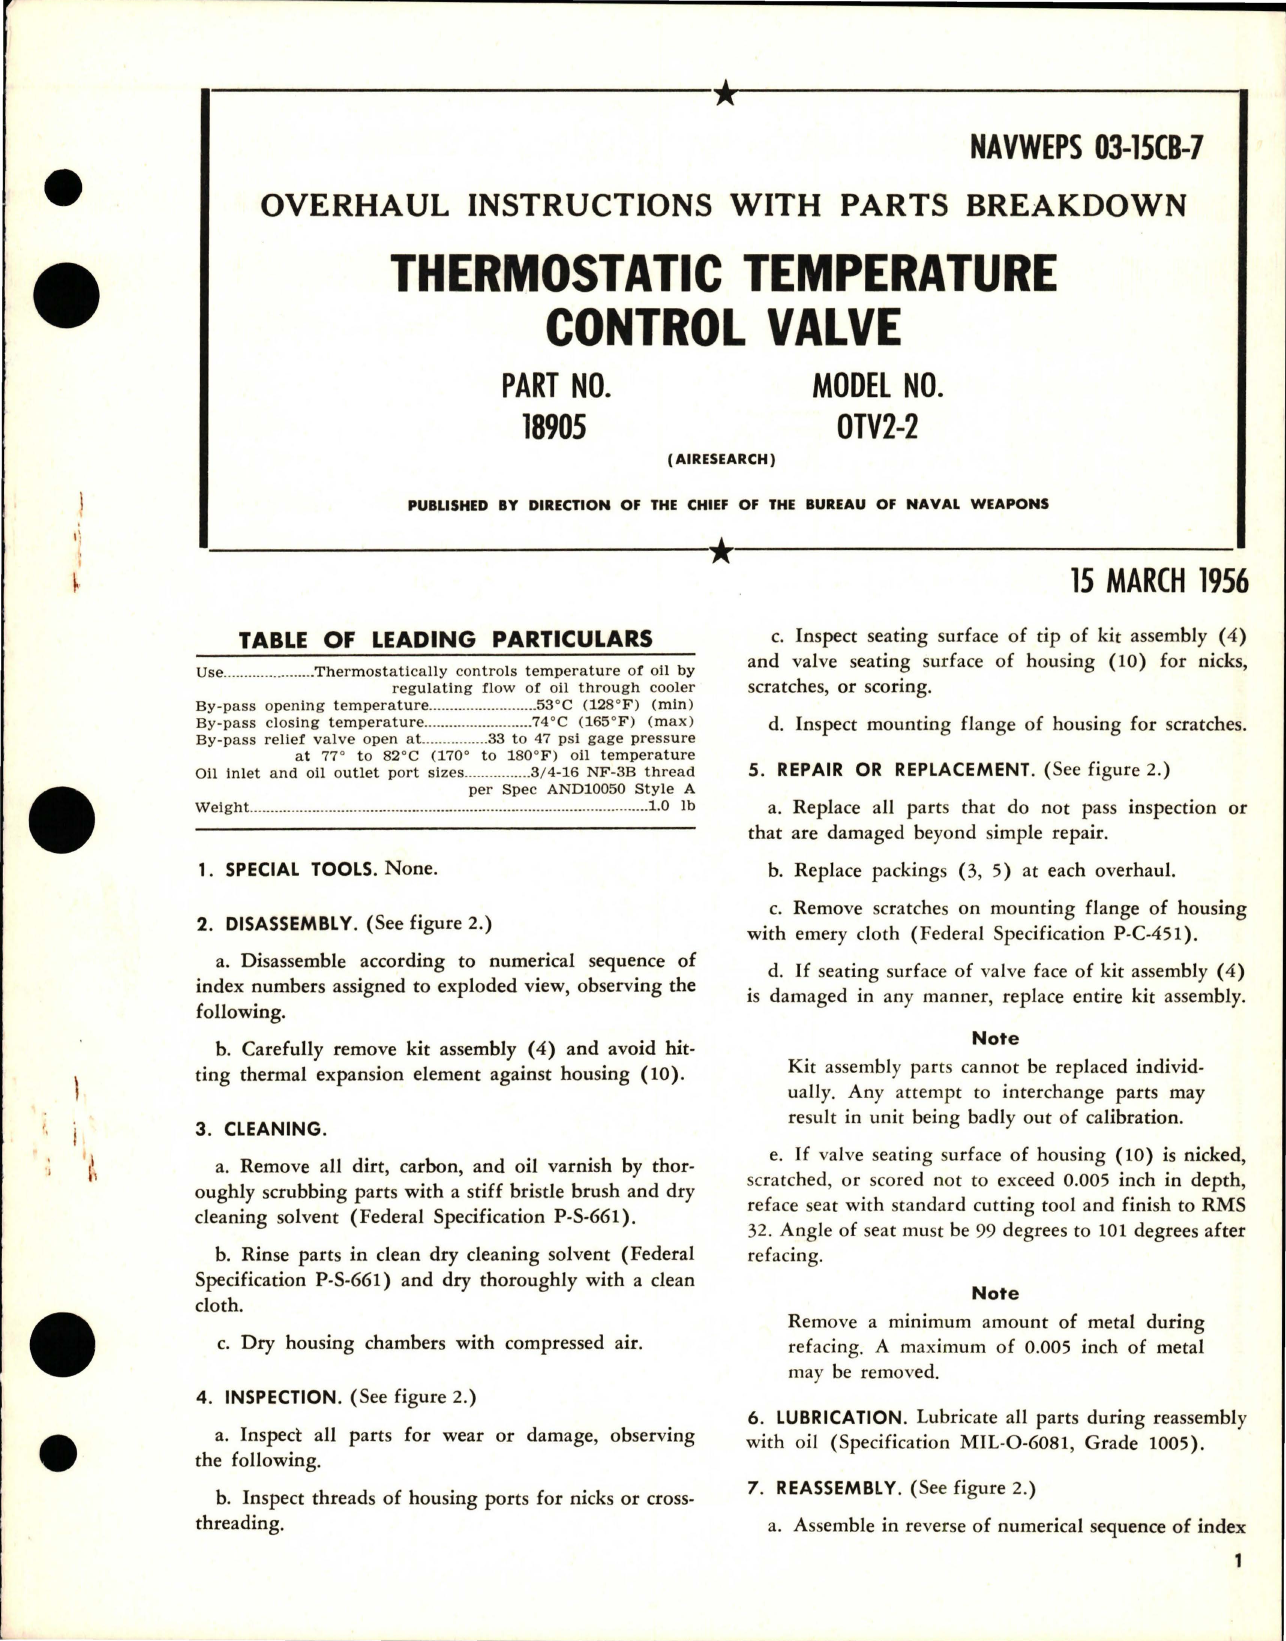 NAVWEPS 03-15CB-7
OVERHAUL INSTRUCTIONS WITH PARTS BREAKDOWN
THERMOSTATIC TEMPERATURE
CONTROL VALVE
PART NO. MODEL NO.
18905 OTV2-2
(AIRESEARCH)
PUBLISHED BY DIRECTION OF THE CHIEF OF THE BUREAU OF NAVAL WEAPONS
15 MARCH 1956
TABLE OF LEADING PARTICULARS
Use......................Thermostatically controls temperature of oil by
regulating flow of oil through cooler
By-pass opening temperature..........................53°C (128°F) (min)
By-pass closing temperature..........................74°C (165°F) (max)
By-pass relief valve open at................33 to 47 psi gage pressure
at 77° to 82°C (170° to 180°F) oil temperature
Oil inlet and oil outlet port sizes................3/4-16 NF-3B thread
per Spec AND10050 Style A
Weight..................................................................................................1.0 lb
1. SPECIAL TOOLS. None.
2. DISASSEMBLY. (See figure 2.)
a. Disassemble according to numerical sequence of
index numbers assigned to exploded view, observing the
following.
b. Carefully remove kit assembly (4) and avoid hit-
ting thermal expansion element against housing (10).
3. CLEANING.
a. Remove all dirt, carbon, and oil varnish by thor-
oughly scrubbing parts with a stiff bristle brush and dry
cleaning solvent (Federal Specification P-S-661).
b. Rinse parts in clean dry cleaning solvent (Federal
Specification P-S-661) and dry thoroughly with a clean
cloth.
c. Dry housing chambers with compressed air.
4. INSPECTION. (See figure 2.)
a. Inspect all parts for wear or damage, observing
the following.
b. Inspect threads of housing ports for nicks or cross-
threading.
c. Inspect seating surface of tip of kit assembly (4)
and valve seating surface of housing (10) for nicks,
scratches, or scoring.
d. Inspect mounting flange of housing for scratches.
5. REPAIR OR REPLACEMENT. (See figure 2.)
a. Replace all parts that do not pass inspection or
that are damaged beyond simple repair.
b. Replace packings (3, 5) at each overhaul.
c. Remove scratches on mounting flange of housing
with emery cloth (Federal Specification P-C-451).
d. If seating surface of valve face of kit assembly (4)
is damaged in any manner, replace entire kit assembly.
Note
Kit assembly parts cannot be replaced individ-
ually. Any attempt to interchange parts may
result in unit being badly out of calibration.
e. If valve seating surface of housing (10) is nicked,
scratched, or scored not to exceed 0.005 inch in depth,
reface seat with standard cutting tool and finish to RMS
32. Angle of seat must be 99 degrees to 101 degrees after
refacing.
Note
Remove a minimum amount of metal during
refacing. A maximum of 0.005 inch of metal
may be removed.
6. LUBRICATION. Lubricate all parts during reassembly
with oil (Specification MIL-O-6081, Grade 1005).
7. REASSEMBLY. (See figure 2.)
a. Assemble in reverse of numerical sequence of index
1